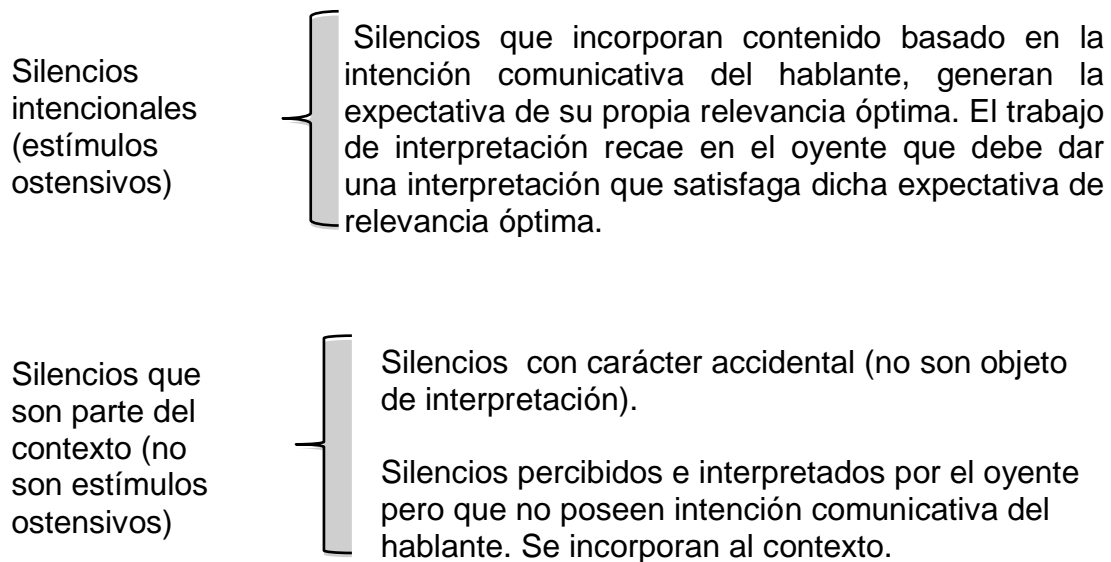 Silencios
intencionales
(estímulos
ostensivos)
Silencios que incorporan contenido basado en la
intención comunicativa del hablante, generan la
expectativa de su propia relevancia óptima. El trabajo
de interpretación recae en el oyente que debe dar
una interpretación que satisfaga dicha expectativa de
relevancia óptima.
Silencios que
son parte del
contexto (no
son estímulos
ostensivos)
Silencios con carácter accidental (no son objeto
de interpretación).
Silencios percibidos e interpretados por el oyente
pero que no poseen intención comunicativa del
hablante. Se incorporan al contexto.